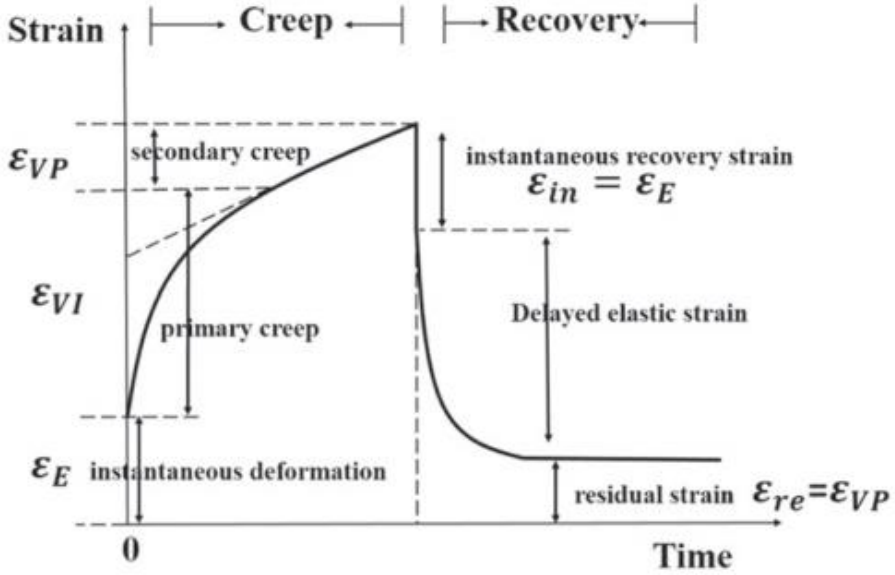 Strain
Creep
Recovery
ε_VP
secondary creep
instantaneous recovery strain
ε_in = ε_E
ε_VI
primary creep
Delayed elastic strain
ε_E
instantaneous deformation
residual strain ε_re=ε_VP
0
Time